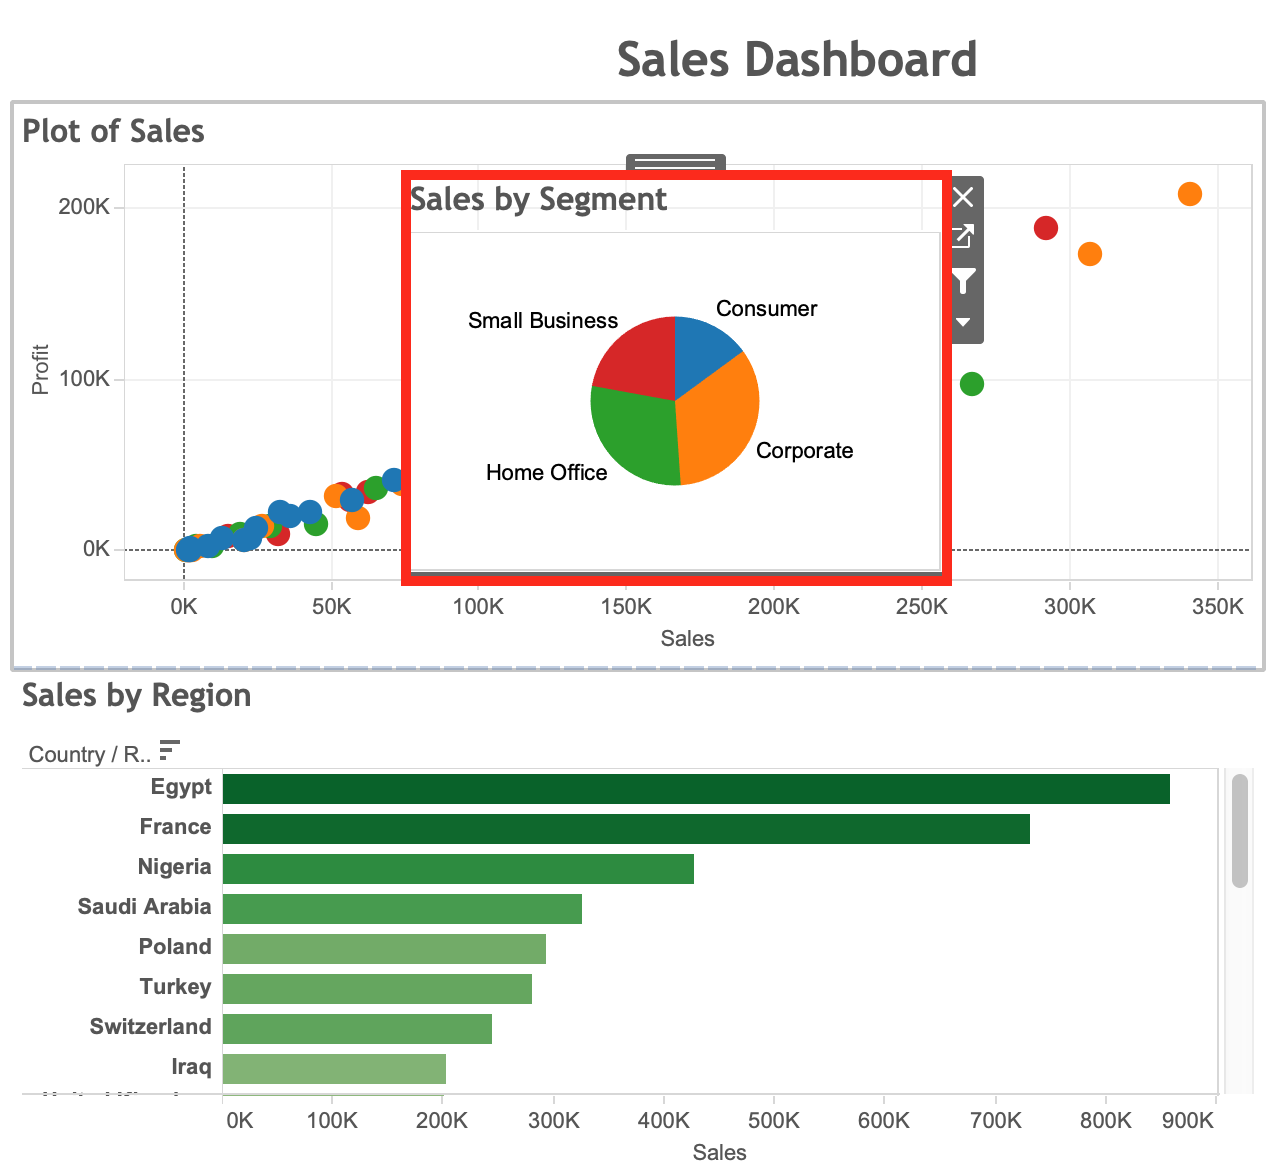 Sales Dashboard
Plot of Sales
Sales by Segment
200K
100K
0K
Profit
Small Business
Consumer
Corporate
Home Office
0K 50K 100K 150K 200K 250K 300K 350K
Sales
Sales by Region
Country / R..
Egypt
France
Nigeria
Saudi Arabia
Poland
Turkey
Switzerland
Iraq
0K 100K 200K 300K 400K 500K 600K 700K 800K 900K
Sales